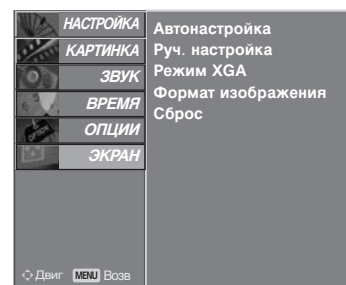 НАСТРОЙКА
КАРТИНКА
ЗВУК
ВРЕМЯ
ОПЦИИ
ЭКРАН
Автонастройка
Руч. настройка
Режим XGA
Формат изображения
Сброс
Двиг MENU Возв